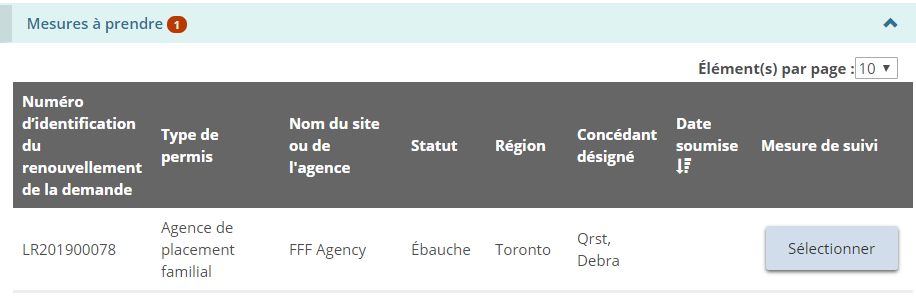 Mesures à prendre 1
Élément(s) par page : 10
Numéro d’identification du renouvellement de la demande
Type de permis
Nom du site ou de l'agence
Statut
Région
Concédant désigné
Date soumise
Mesure de suivi
LR201900078
Agence de placement familial
FFF Agency
Ébauche
Toronto
Qrst, Debra
Sélectionner